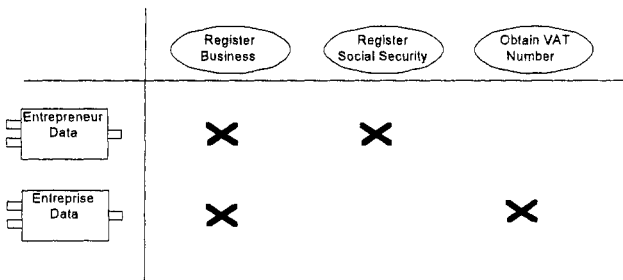 Register
Business
Register
Social Security
Obtain VAT
Number
Entrepreneur
Data
Entreprise
Data